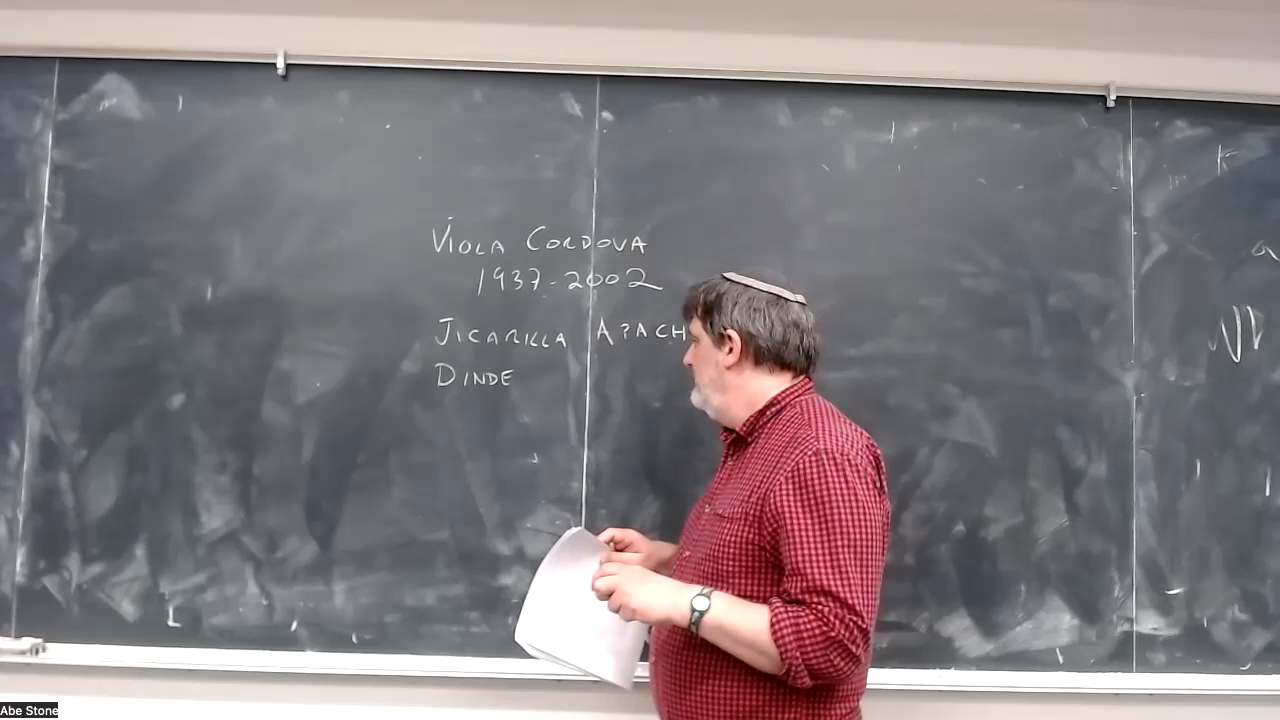 VIOLA CORDOVA
1937-2002
JICARILLA APACH
DINDE
Abe Stone